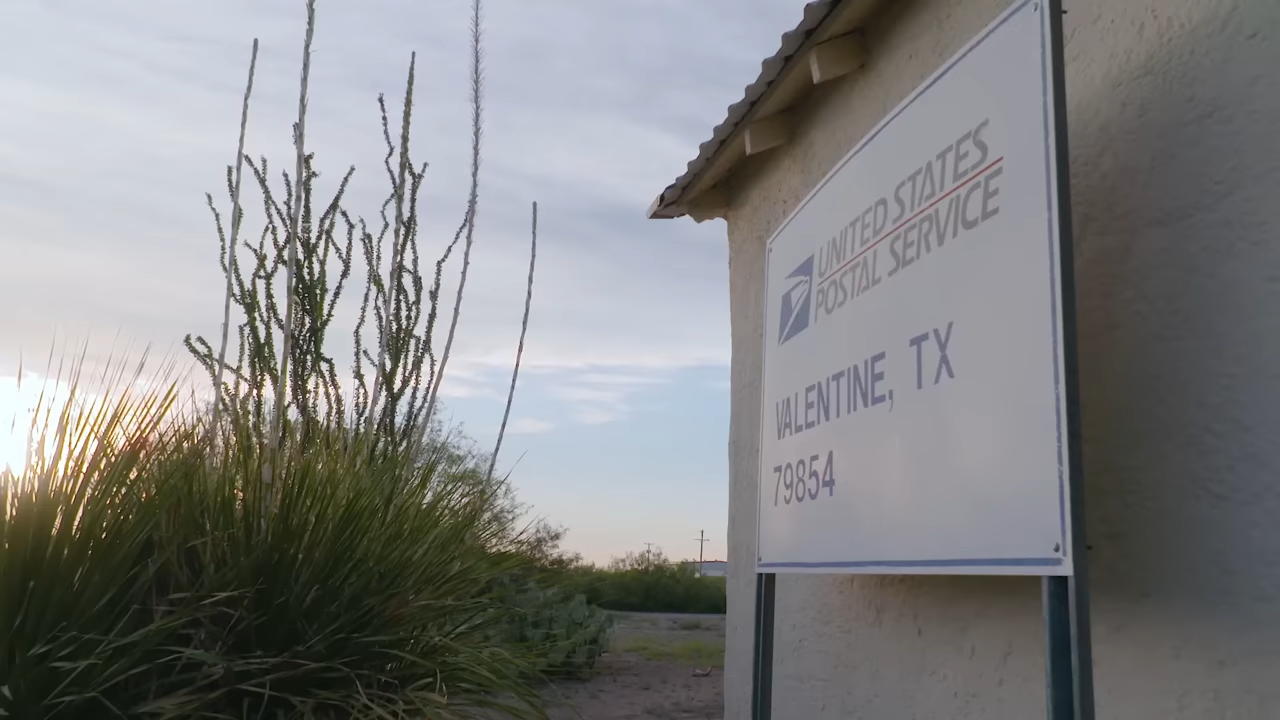 UNITED STATES
POSTAL SERVICE
VALENTINE, TX
79854